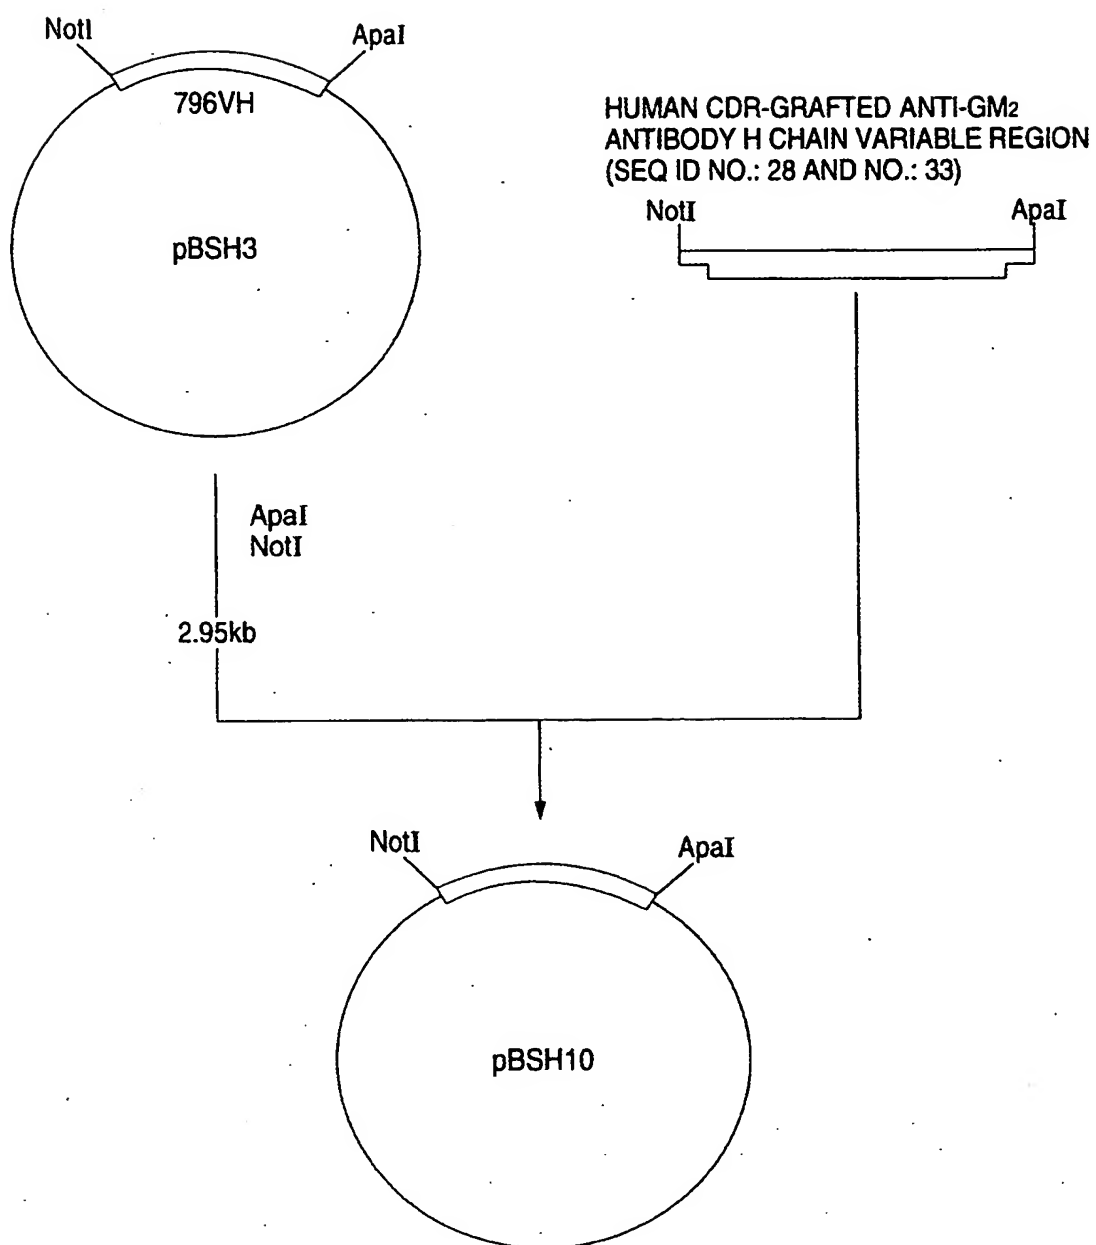 NotI
ApaI
796VH
pBSH3
HUMAN CDR-GRAFTED ANTI-GM2
ANTIBODY H CHAIN VARIABLE REGION
(SEQ ID NO.: 28 AND NO.: 33)
NotI
ApaI
ApaI
NotI
2.95kb
NotI
ApaI
pBSH10